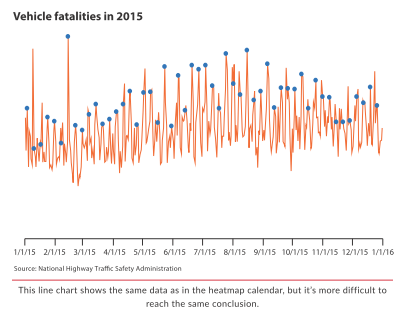 Vehicle fatalities in 2015
1/1/15 2/1/15 3/1/15 4/1/15 5/1/15 6/1/15 7/1/15 8/1/15 9/1/15 10/1/15 11/1/15 12/1/15 1/1/16
Source: National Highway Traffic Safety Administration
This line chart shows the same data as in the heatmap calendar, but it's more difficult to
reach the same conclusion.